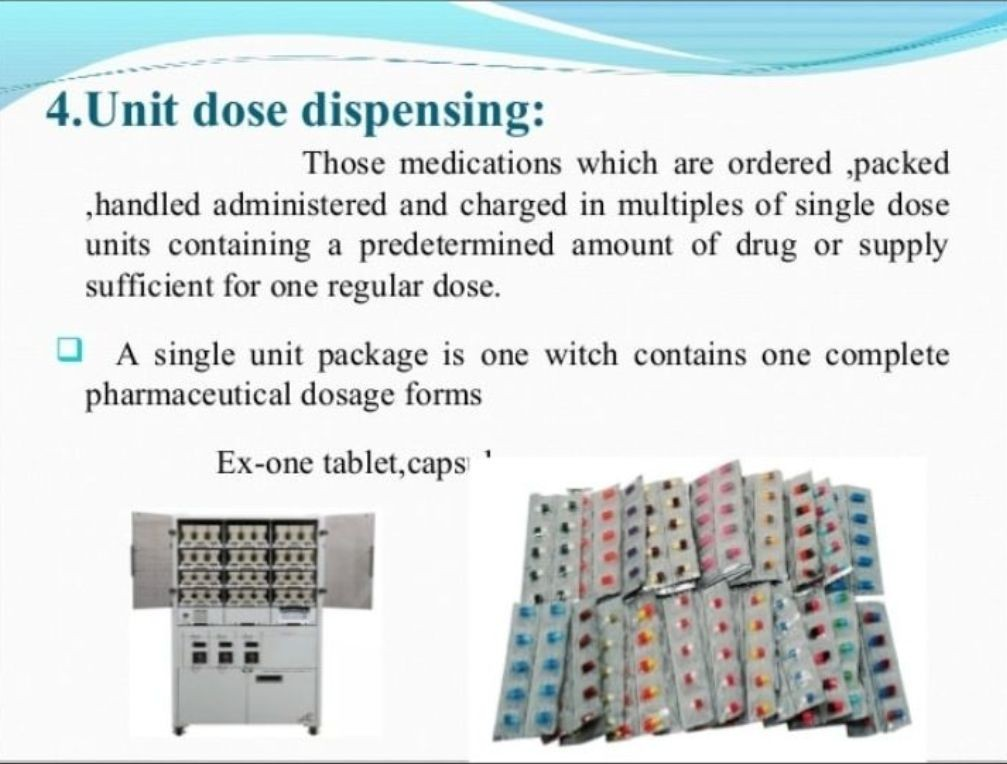 4.Unit dose dispensing:
Those medications which are ordered ,packed
,handled administered and charged in multiples of single dose
units containing a predetermined amount of drug or supply
sufficient for one regular dose.
A single unit package is one witch contains one complete
pharmaceutical dosage forms
Ex-one tablet,caps